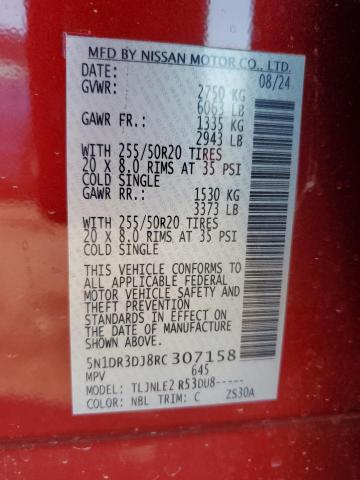 MFD BY NISSAN MOTOR CO., LTD.
DATE: 08/24
GVWR: 2750 KG
6063 LB
GAWR FR.: 1335 KG
2943 LB
WITH 255/50R20 TIRES
20 X 8.0 RIMS AT 35 PSI
COLD SINGLE
GAWR RR.: 1530 KG
3373 LB
WITH 255/50R20 TIRES
20 X 8.0 RIMS AT 35 PSI
COLD SINGLE
THIS VEHICLE CONFORMS TO
ALL APPLICABLE FEDERAL
MOTOR VEHICLE SAFETY AND
THEFT PREVENTION
STANDARDS IN EFFECT ON
THE DATE OF MANUFACTURE
SHOWN ABOVE.
5N1DR3DJ8RC307158
MPV 645
MODEL: TLJNLE2 R53DU8-----
COLOR: NBL TRIM: C ZS30A